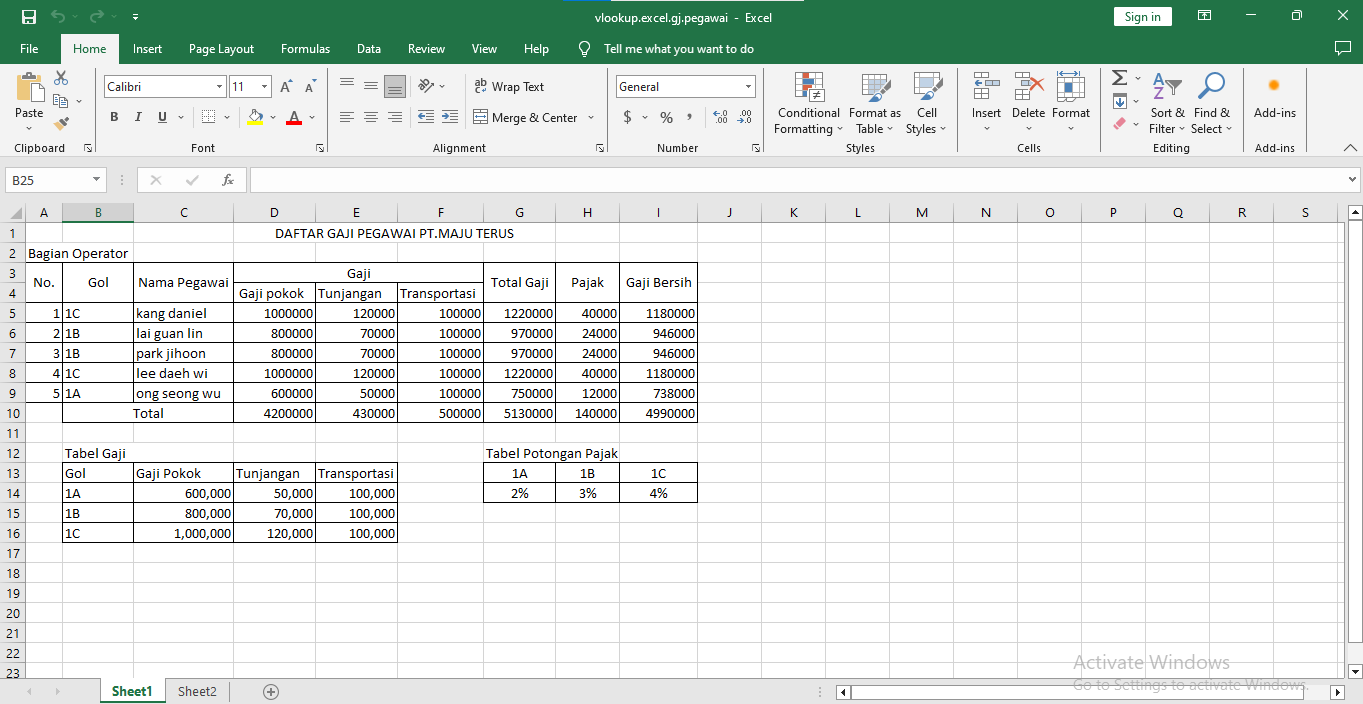 vlookup.excel.gj.pegawai - Excel
Sign in
File Home Insert Page Layout Formulas Data Review View Help Tell me what you want to do
Calibri 11 ab Wrap Text General
Paste B I U A Merge & Center $ % , Conditional Formatting Format as Table Cell Styles Insert Delete Format Sort & Filter Find & Select Add-ins
Clipboard Font Alignment Number Styles Cells Editing Add-ins
B25 fx
A B C D E F G H I J K L M N O P Q R S
1 DAFTAR GAJI PEGAWAI PT.MAJU TERUS
2 Bagian Operator
3 No. Gol Nama Pegawai Gaji Total Gaji Pajak Gaji Bersih
4 Gaji pokok Tunjangan Transportasi
5 1 1C kang daniel 1000000 120000 100000 1220000 40000 1180000
6 2 1B lai guan lin 800000 70000 100000 970000 24000 946000
7 3 1B park jihoon 800000 70000 100000 970000 24000 946000
8 4 1C lee daeh wi 1000000 120000 100000 1220000 40000 1180000
9 5 1A ong seong wu 600000 50000 100000 750000 12000 738000
10 Total 4200000 430000 500000 5130000 140000 4990000
11
12 Tabel Gaji Tabel Potongan Pajak
13 Gol Gaji Pokok Tunjangan Transportasi 1A 1B 1C
14 1A 600,000 50,000 100,000 2% 3% 4%
15 1B 800,000 70,000 100,000
16 1C 1,000,000 120,000 100,000
17
18
19
20
21
22
23
Activate Windows
Go to Settings to activate Windows.
Sheet1 Sheet2